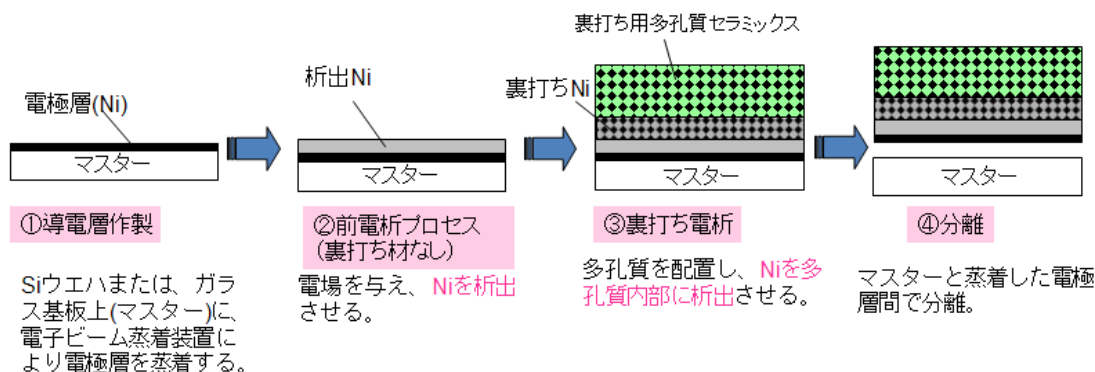 裏打ち用多孔質セラミックス
析出Ni
裏打ちNi
電極層(Ni)
マスター
マスター
マスター
マスター
①導電層作製
Siウエハまたは、ガラ
ス基板上(マスター)に、
電子ビーム蒸着装置に
より電極層を蒸着する。
②前電析プロセス
(裏打ち材なし)
電場を与え、Niを析出
させる。
③裏打ち電析
多孔質を配置し、Niを多
孔質内部に析出させる。
④分離
マスターと蒸着した電極
層間で分離。